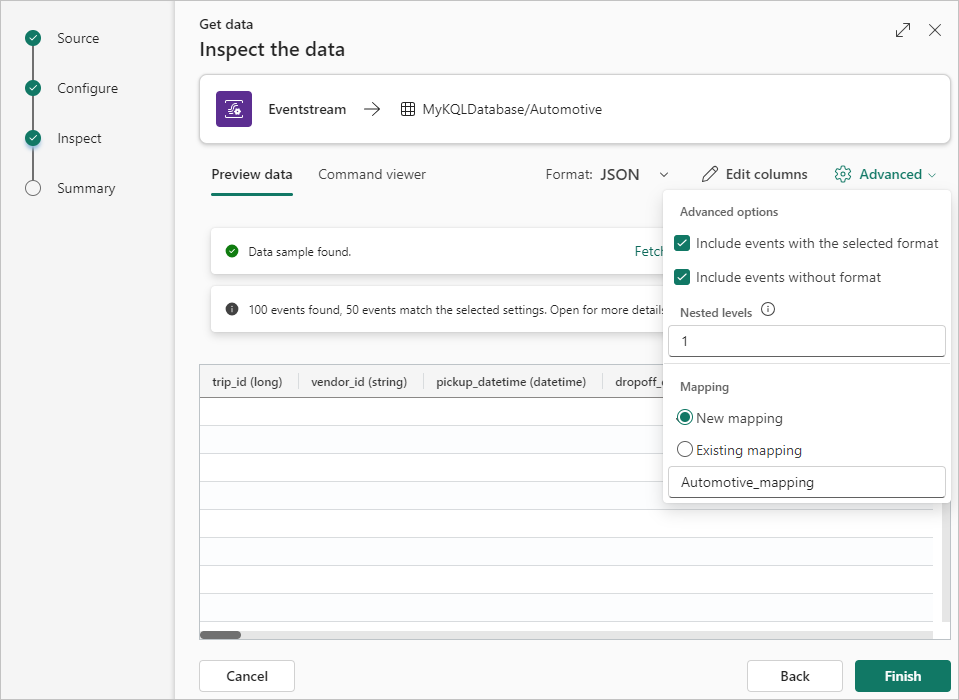 Source
Configure
Inspect
Summary
Get data
Inspect the data
Eventstream
MyKQLDatabase/Automotive
Preview data
Command viewer
Format: JSON
Edit columns
Advanced
Data sample found.
100 events found, 50 events match the selected settings. Open for more details
trip_id (long)
vendor_id (string)
pickup_datetime (datetime)
Advanced options
Include events with the selected format
Include events without format
Nested levels
1
Mapping
New mapping
Existing mapping
Automotive_mapping
Cancel
Back
Finish